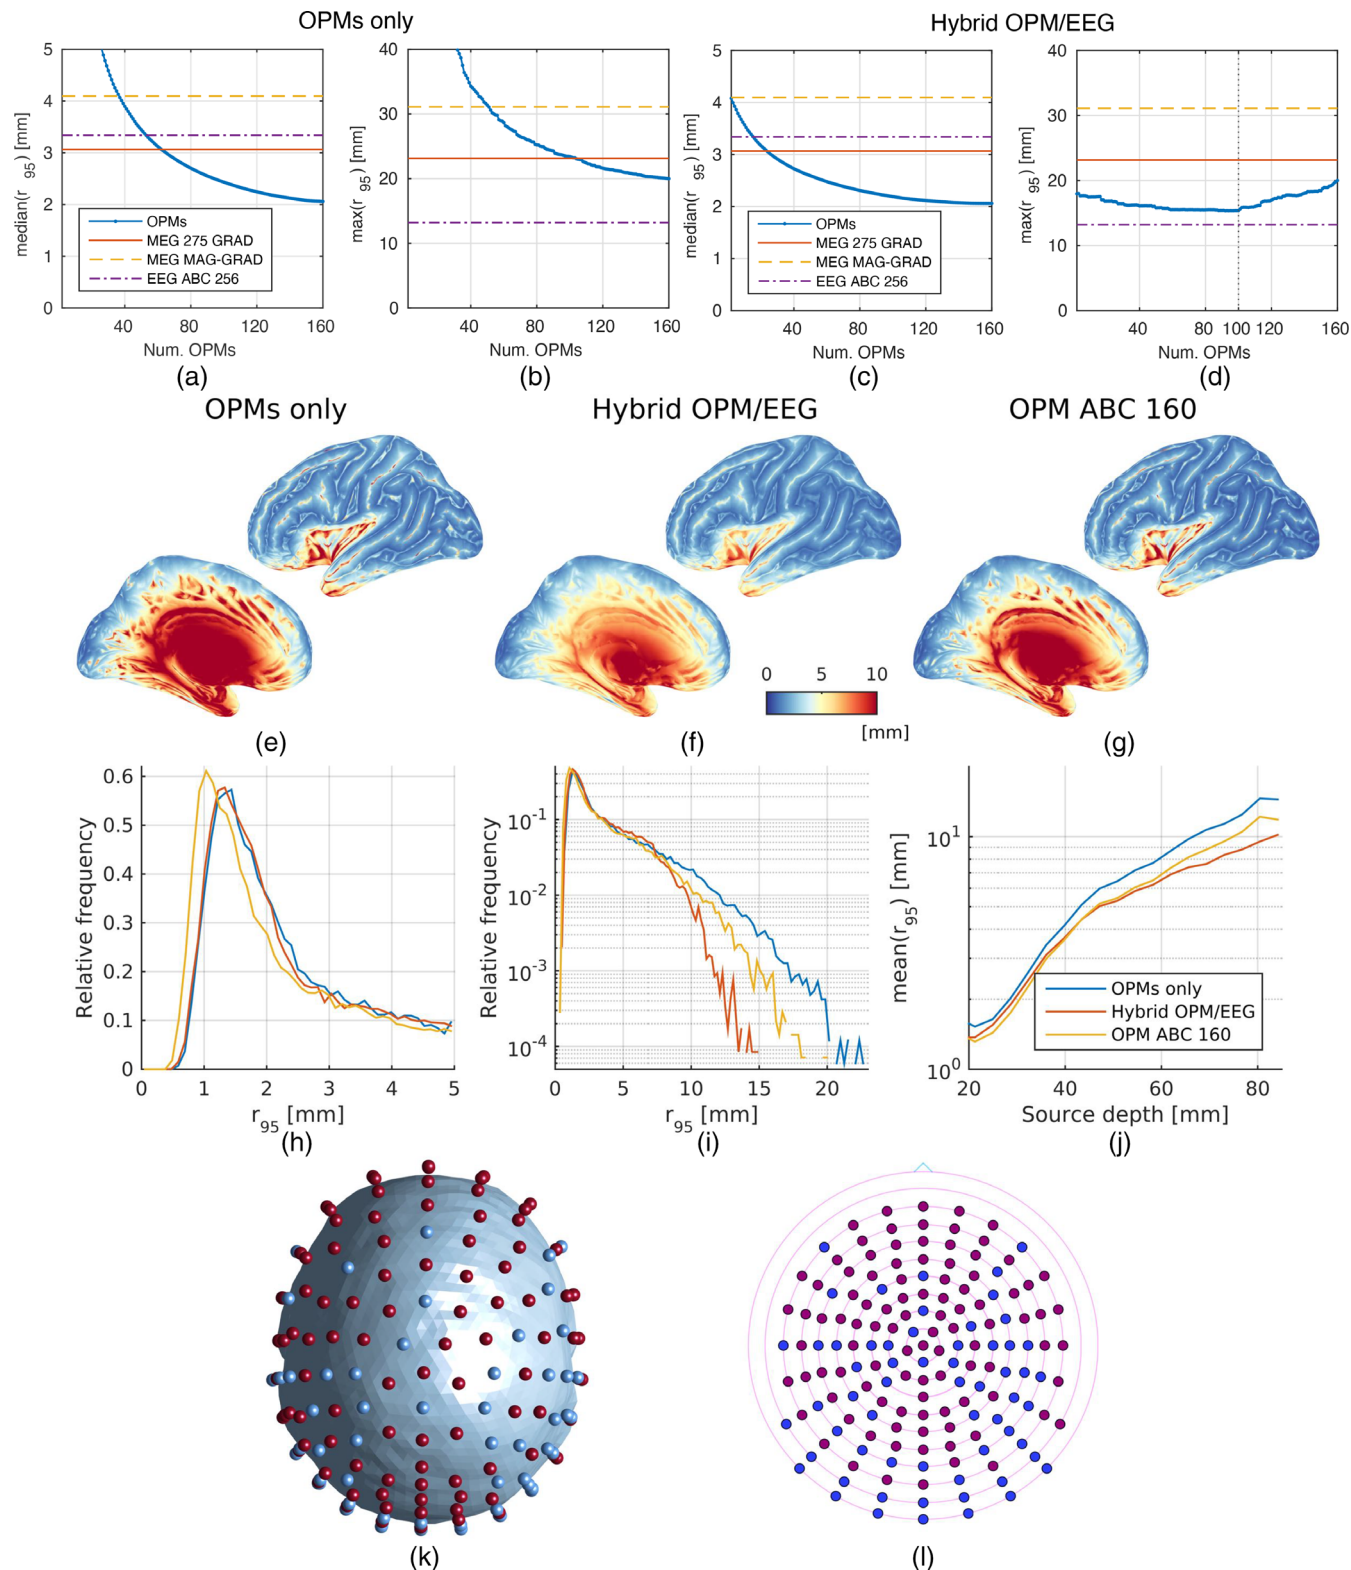 OPMs only
Hybrid OPM/EEG
median(r 95) [mm]
5
4
3
2
1
0
40
80
120
160
Num. OPMs
OPMs
MEG 275 GRAD
MEG MAG-GRAD
EEG ABC 256
(a)
max(r 95) [mm]
40
30
20
10
0
40
80
120
160
Num. OPMs
(b)
median(r 95) [mm]
5
4
3
2
1
0
40
80
120
160
Num. OPMs
OPMs
MEG 275 GRAD
MEG MAG-GRAD
EEG ABC 256
(c)
max(r 95) [mm]
40
30
20
10
0
40
80
100
120
160
Num. OPMs
(d)
OPMs only
Hybrid OPM/EEG
OPM ABC 160
0
5
10
[mm]
(e)
(f)
(g)
Relative frequency
0.6
0.5
0.4
0.3
0.2
0.1
0
0
1
2
3
4
5
r95 [mm]
(h)
Relative frequency
10-1
10-2
10-3
10-4
0
5
10
15
20
r95 [mm]
(i)
mean(r95) [mm]
101
100
20
40
60
80
Source depth [mm]
OPMs only
Hybrid OPM/EEG
OPM ABC 160
(j)
(k)
(l)